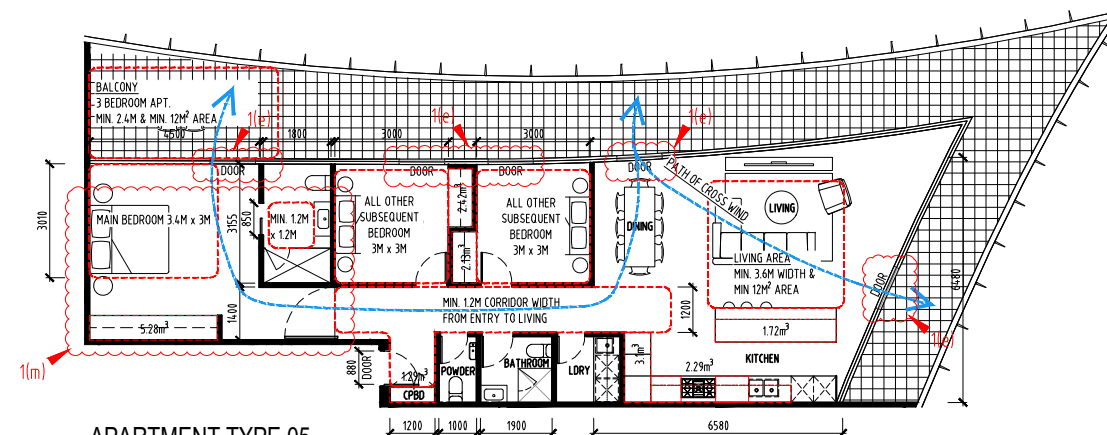 BALCONY
3 BEDROOM APT.
MIN. 2.4M & MIN. 12M² AREA
1(e)
1(e)
1(e)
4500
1800
3000
3000
DOOR
DOOR
DOOR
DOOR
PATH OF CROSS WIND
3010
MAIN BEDROOM 3.4M x 3M
3155
850
MIN. 1.2M
x 1.2M
ALL OTHER
SUBSEQUENT
BEDROOM
3M X 3M
2.42m³
2.13m³
ALL OTHER
SUBSEQUENT
BEDROOM
3M X 3M
DINING
LIVING
LIVING AREA
MIN. 3.6M WIDTH &
MIN 12M² AREA
DOOR
6480
1400
MIN. 1.2M CORRIDOR WIDTH
FROM ENTRY TO LIVING
1200
5.28m³
1.72m³
1(e)
1(m)
880
DOOR
1.29m³
CPBD
POWDER
BATHROOM
LDRY
KITCHEN
2.29m³
1200
1000
1900
6580
APARTMENT TYPE 05